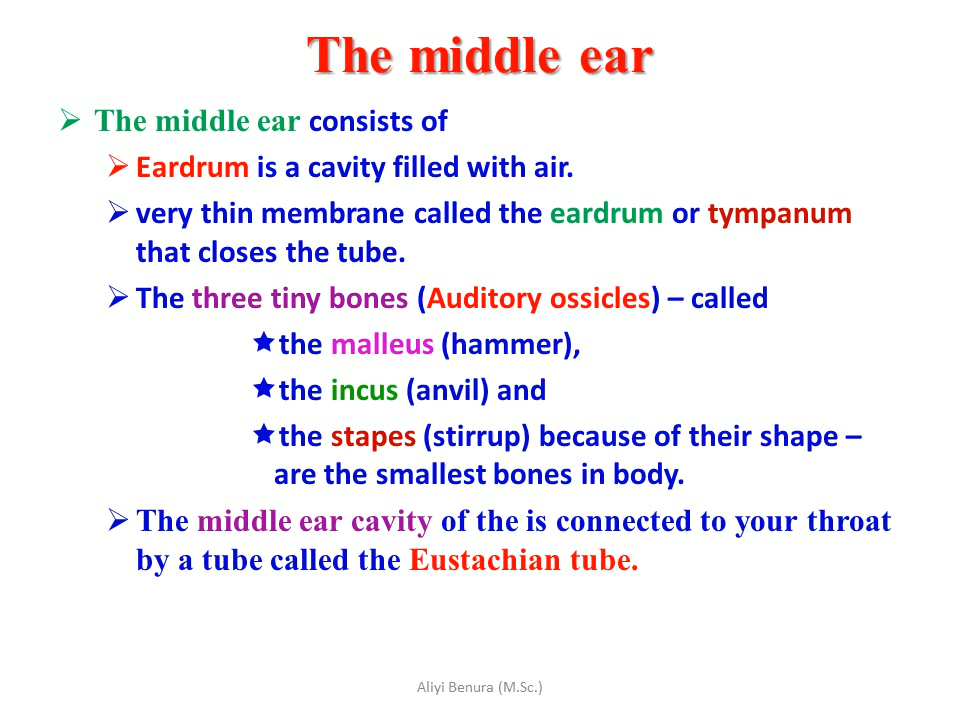 The middle ear
➢ The middle ear consists of
➢ Eardrum is a cavity filled with air.
➢ very thin membrane called the eardrum or tympanum
that closes the tube.
➢ The three tiny bones (Auditory ossicles) – called
★the malleus (hammer),
★the incus (anvil) and
★the stapes (stirrup) because of their shape –
are the smallest bones in body.
➢ The middle ear cavity of the is connected to your throat
by a tube called the Eustachian tube.
Aliyi Benura (M.Sc.)